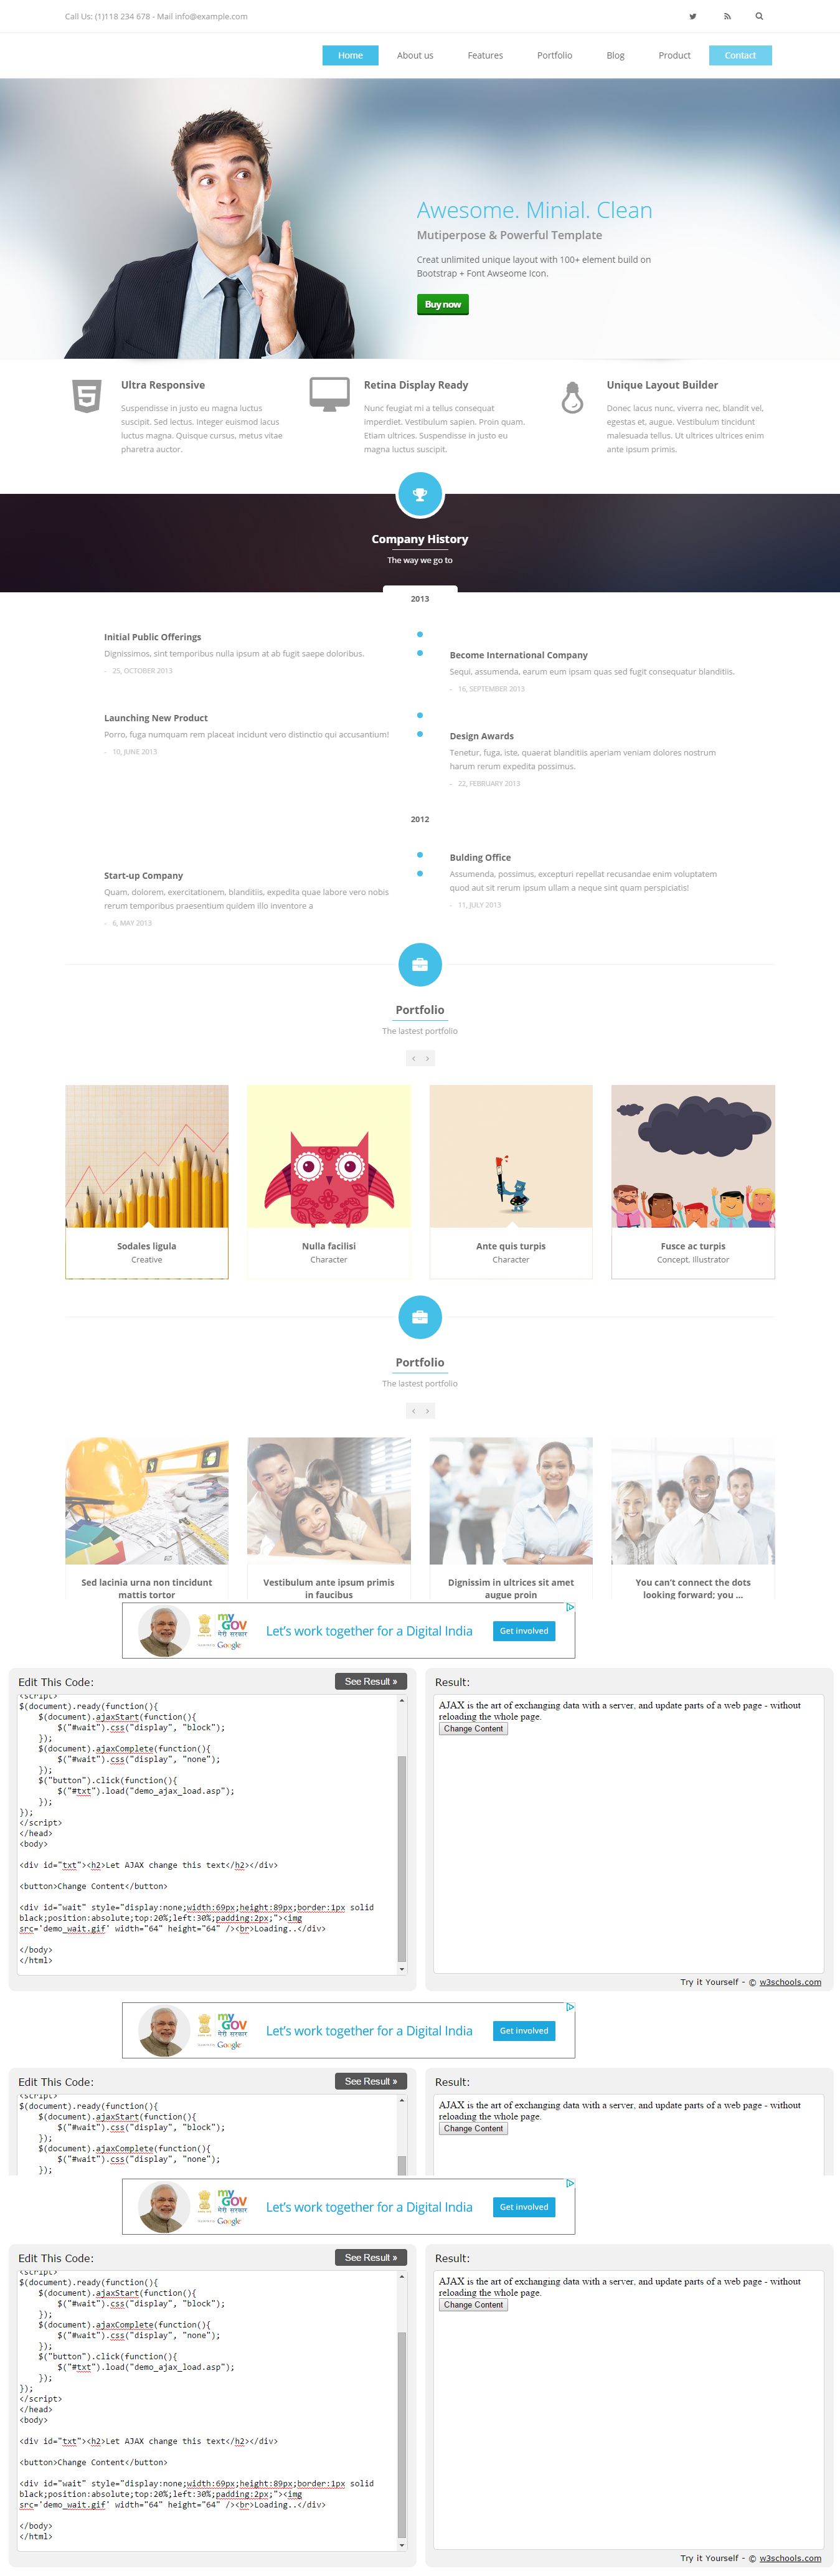 Call Us: (1)118 234 678 - Mail info@example.com
Home About us Features Portfolio Blog Product Contact
Awesome. Minial. Clean
Mutiperpose & Powerful Template
Creat unlimited unique layout with 100+ element build on
Bootstrap + Font Awseome Icon.
Buy now
Ultra Responsive
Suspendisse in justo eu magna luctus
suscipit. Sed lectus. Integer euismod lacus
luctus magna. Quisque cursus, metus vitae
pharetra auctor.
Retina Display Ready
Nunc feugiat mi a tellus consequat
imperdiet. Vestibulum sapien. Proin quam.
Etiam ultrices. Suspendisse in justo eu
magna luctus suscipit.
Unique Layout Builder
Donec lacus nunc, viverra nec, blandit vel,
egestas et, augue. Vestibulum tincidunt
malesuada tellus. Ut ultrices ultrices enim
ante ipsum primis.
Company History
The way we go to
2013
Initial Public Offerings
Dignissimos, sint temporibus nulla ipsum at ab fugit saepe doloribus.
- 25, OCTOBER 2013
Become International Company
Sequi, assumenda, earum eum ipsam quas sed fugit consequatur blanditiis.
- 16, SEPTEMBER 2013
Launching New Product
Porro, fuga numquam rem placeat incidunt vero distinctio qui accusantium!
- 10, JUNE 2013
Design Awards
Tenetur, fuga, iste, quaerat blanditiis aperiam veniam dolores nostrum
harum rerum expedita possimus.
- 22, FEBRUARY 2013
2012
Bulding Office
Assumenda, possimus, excepturi repellat recusandae enim voluptatem
quod aut sit rerum ipsum ullam a neque sint quam perspiciatis!
- 11, JULY 2013
Start-up Company
Quam, dolorem, exercitationem, blanditiis, expedita quae labore vero nobis
rerum temporibus praesentium quidem illo inventore a
- 6, MAY 2013
Portfolio
The lastest portfolio
Sodales ligula
Creative
Nulla facilisi
Character
Ante quis turpis
Character
Fusce ac turpis
Concept, Illustrator
Portfolio
The lastest portfolio
Sed lacinia urna non tincidunt
mattis tortor
Vestibulum ante ipsum primis
in faucibus
Dignissim in ultrices sit amet
augue proin
You can't connect the dots
looking forward; you ...
my
GOV
मेरी सरकार
Google
Let's work together for a Digital India
Get involved
Edit This Code:
See Result »
<script>
$(document).ready(function(){
$(document).ajaxStart(function(){
$("#wait").css("display", "block");
});
$(document).ajaxComplete(function(){
$("#wait").css("display", "none");
});
$("button").click(function(){
$("#txt").load("demo_ajax_load.asp");
});
});
</script>
</head>
<body>
<div id="txt"><h2>Let AJAX change this text</h2></div>
<button>Change Content</button>
<div id="wait" style="display:none;width:69px;height:89px;border:1px solid
black;position:absolute;top:20%;left:30%;padding:2px;"><img
src='demo_wait.gif' width="64" height="64" /><br>Loading..</div>
</body>
</html>
Result:
AJAX is the art of exchanging data with a server, and update parts of a web page - without
reloading the whole page.
Change Content
Try it Yourself - © w3schools.com
my
GOV
मेरी सरकार
Google
Let's work together for a Digital India
Get involved
Edit This Code:
See Result »
<script>
$(document).ready(function(){
$(document).ajaxStart(function(){
$("#wait").css("display", "block");
});
$(document).ajaxComplete(function(){
$("#wait").css("display", "none");
});
Result:
AJAX is the art of exchanging data with a server, and update parts of a web page - without
reloading the whole page.
Change Content
my
GOV
मेरी सरकार
Google
Let's work together for a Digital India
Get involved
Edit This Code:
See Result »
<script>
$(document).ready(function(){
$(document).ajaxStart(function(){
$("#wait").css("display", "block");
});
$(document).ajaxComplete(function(){
$("#wait").css("display", "none");
});
$("button").click(function(){
$("#txt").load("demo_ajax_load.asp");
});
});
</script>
</head>
<body>
<div id="txt"><h2>Let AJAX change this text</h2></div>
<button>Change Content</button>
<div id="wait" style="display:none;width:69px;height:89px;border:1px solid
black;position:absolute;top:20%;left:30%;padding:2px;"><img
src='demo_wait.gif' width="64" height="64" /><br>Loading..</div>
</body>
</html>
Result:
AJAX is the art of exchanging data with a server, and update parts of a web page - without
reloading the whole page.
Change Content
Try it Yourself - © w3schools.com